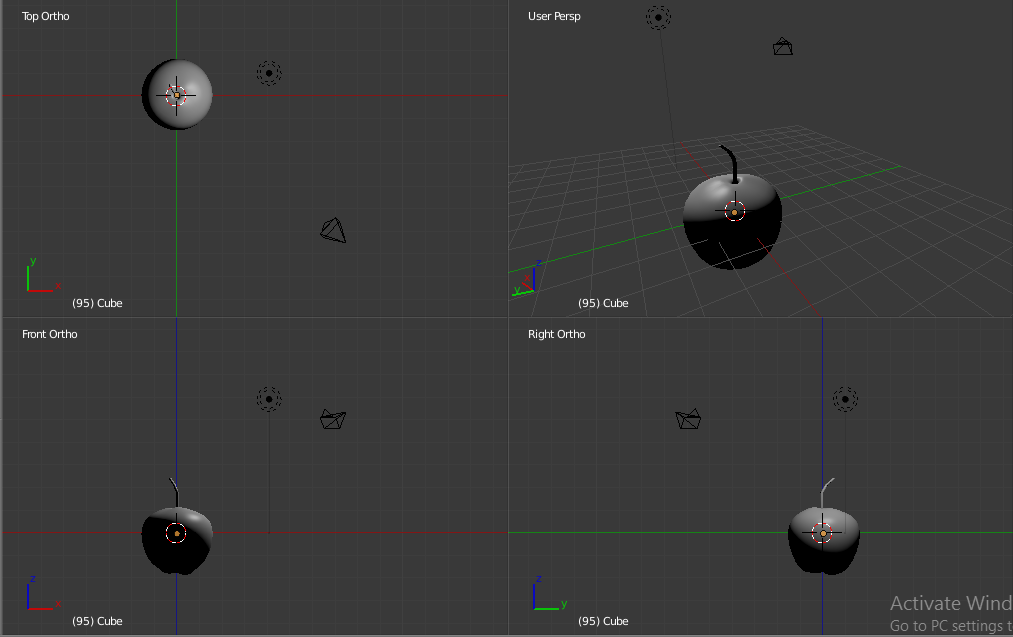 Top Ortho
User Persp
y
x
(95) Cube
z
x
y
(95) Cube
Front Ortho
Right Ortho
z
x
(95) Cube
z
y
(95) Cube
Activate Wind
Go to PC settings t